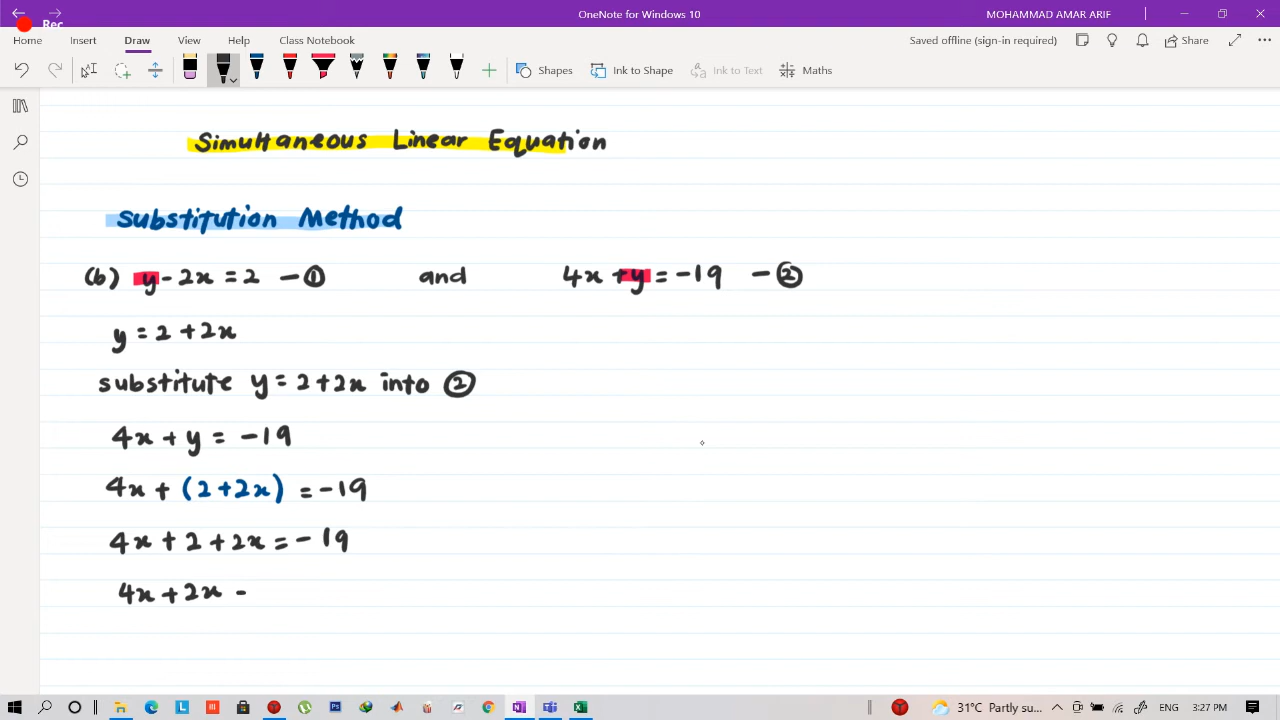 Rec
OneNote for Windows 10
MOHAMMAD AMAR ARIF
Home Insert Draw View Help Class Notebook
Saved offline (sign-in required)
Share
Shapes
Ink to Shape
Ink to Text
Maths
Simultaneous Linear Equation
Substitution Method
(b) y - 2x = 2 - ① and 4x + y = -19 - ②
y = 2 + 2x
substitute y = 2 + 2x into ②
4x + y = -19
4x + (2 + 2x) = -19
4x + 2 + 2x = -19
4x + 2x -
31°C Partly su...
ENG
3:27 PM